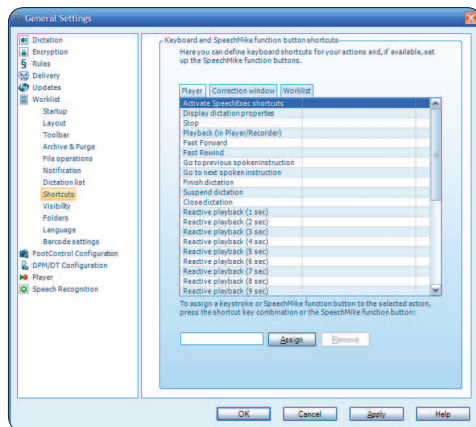 General Settings
Dictation
Encryption
Rules
Delivery
Updates
Worklist
Startup
Layout
Toolbar
Archive & Purge
File operations
Notification
Dictation list
Shortcuts
Visibility
Folders
Language
Barcode settings
FootControl Configuration
DPM/DT Configuration
Player
Speech Recognition
Keyboard and SpeechMike function button shortcuts
Here you can define keyboard shortcuts for your actions and, if available, set
up the SpeechMike function buttons.
Player Correction window Worklist
Activate SpeechExec shortcuts
Display dictation properties
Stop
Playback (in Player/Recorder)
Fast Forward
Fast Rewind
Go to previous spoken instruction
Go to next spoken instruction
Finish dictation
Suspend dictation
Close dictation
Reactive playback (1 sec)
Reactive playback (2 sec)
Reactive playback (3 sec)
Reactive playback (4 sec)
Reactive playback (5 sec)
Reactive playback (6 sec)
Reactive playback (7 sec)
Reactive playback (8 sec)
Reactive playback (9 sec)
To assign a keystroke or SpeechMike function button to the selected action,
press the shortcut key combination or the SpeechMike function button:
Assign Remove
OK Cancel Apply Help